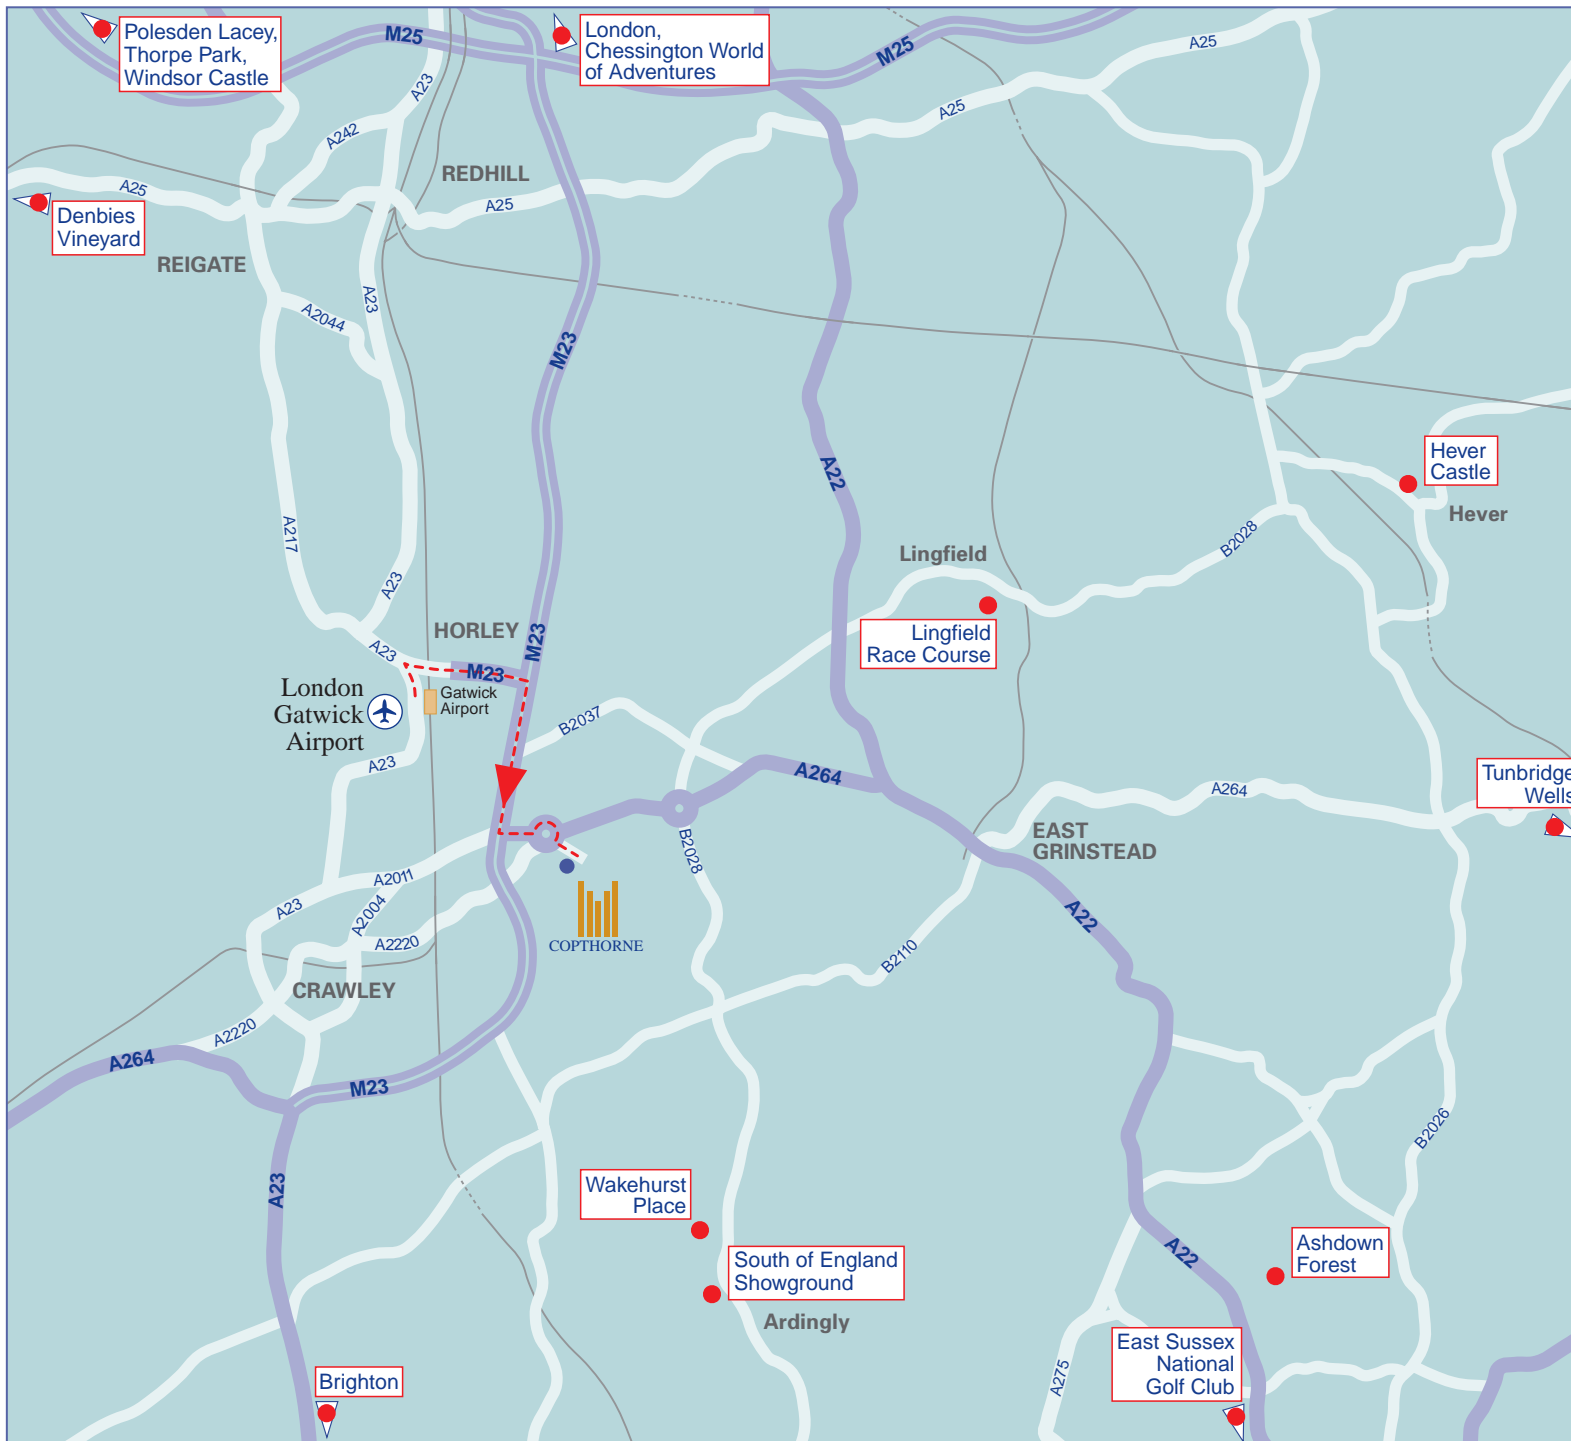 Polesden Lacey,
Thorpe Park,
Windsor Castle
M25
London,
Chessington World
of Adventures
M25
A25
A23
A242
A25
REDHILL
A25
A25
Denbies
Vineyard
REIGATE
A23
A2044
M23
A22
Hever
Castle
Hever
A217
A23
Lingfield
B2028
HORLEY
M23
A23
M23
Lingfield
Race Course
London
Gatwick
Airport
Gatwick
Airport
B2037
A23
A264
A264
Tunbridge
Wells
EAST
GRINSTEAD
B2028
A2011
A23
A2004
A2220
COPTHORNE
A22
B2110
CRAWLEY
A2220
A264
M23
B2026
A23
Wakehurst
Place
A22
Ashdown
Forest
South of England
Showground
Ardingly
East Sussex
National
Golf Club
A275
Brighton